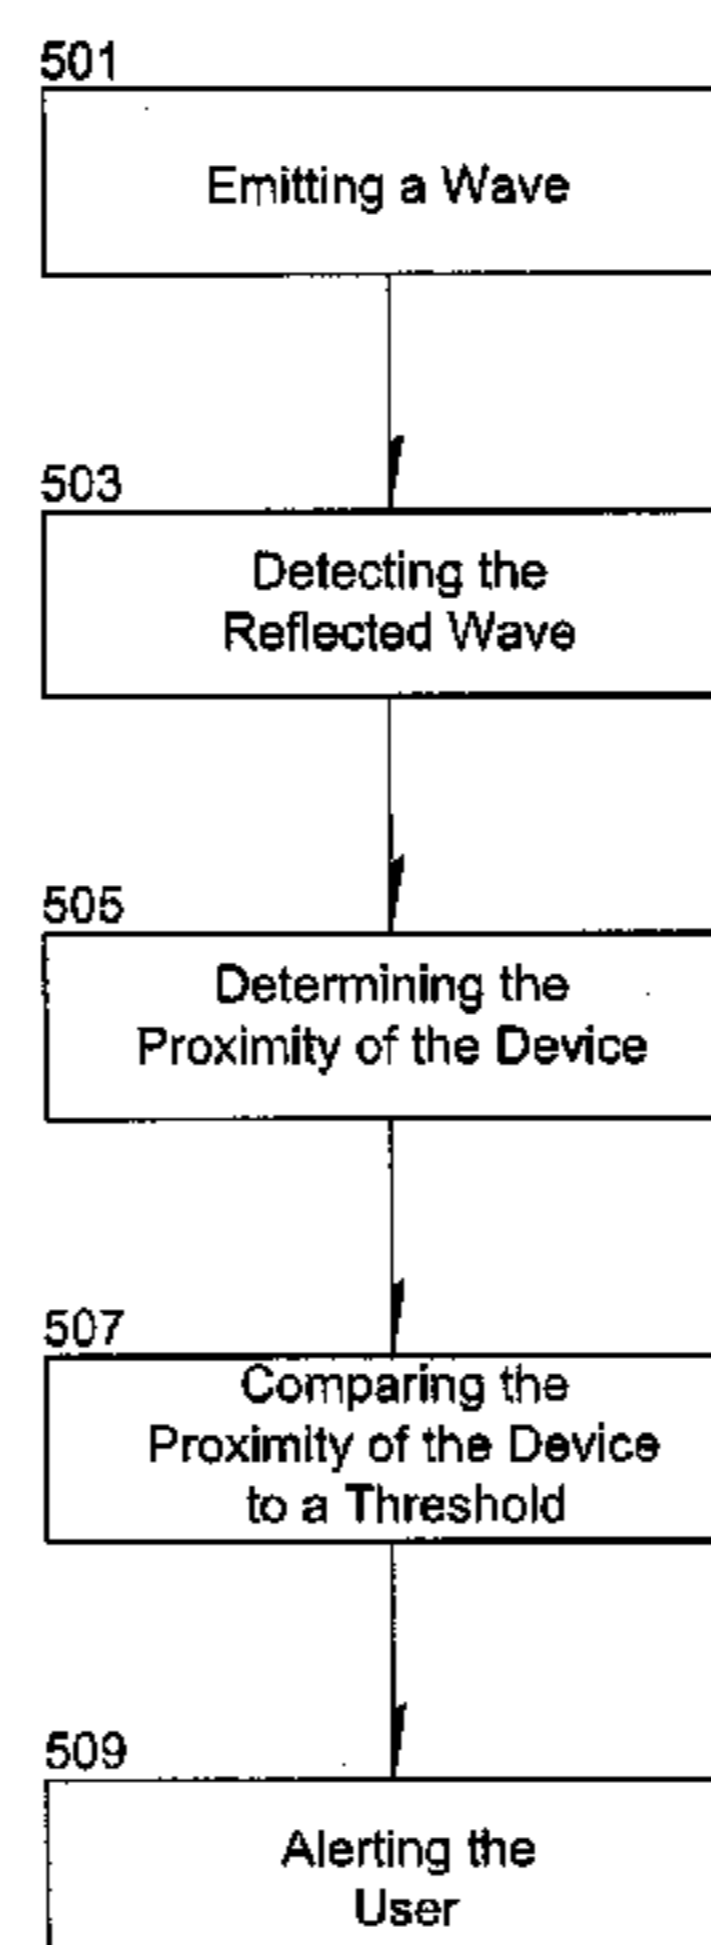 501
Emitting a Wave
503
Detecting the
Reflected Wave
505
Determining the
Proximity of the Device
507
Comparing the
Proximity of the Device
to a Threshold
509
Alerting the
User